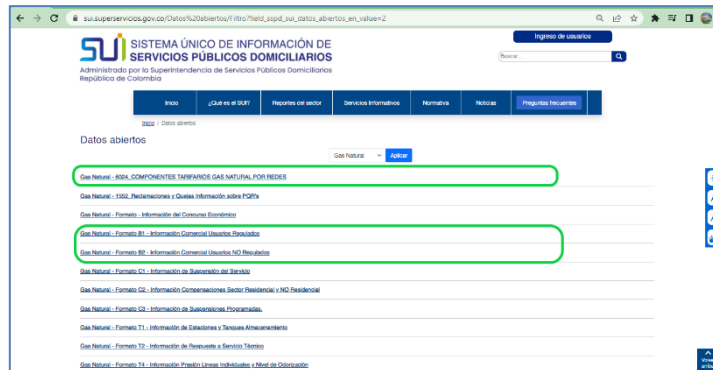 sui.superservicios.gov.co/Datos%20abiertos/Filtro?field_sspd_sui_datos_abiertos_en_value=2
Ingreso de usuarios
sui SISTEMA ÚNICO DE INFORMACIÓN DE
SERVICIOS PÚBLICOS DOMICILIARIOS
Buscar...
Administrado por la Superintendencia de Servicios Públicos Domiciliarios
República de Colombia
Inicio ¿Qué es el SUI? Reportes del sector Servicios Informativos Normativa Noticias Preguntas frecuentes
Inicio / Datos abiertos
Datos abiertos
Gas Natural Aplicar
Gas Natural - 6024_COMPONENTES TARIFARIOS GAS NATURAL POR REDES
Gas Natural - 1552_Reclamaciones y Quejas Información sobre PQR's
Gas Natural - Formato - Información del Concurso Económico
Gas Natural - Formato B1 - Información Comercial Usuarios Regulados
Gas Natural - Formato B2 - Información Comercial Usuarios NO Regulados
Gas Natural - Formato C1 - Información de Suspensión del Servicio
Gas Natural - Formato C2 - Información Compensaciones Sector Residencial y NO Residencial
Gas Natural - Formato C3 - Información de Suspensiones Programadas.
Gas Natural - Formato T1 - Información de Estaciones y Tanques Almacenamiento
Gas Natural - Formato T2 - Información de Respuesta a Servicio Técnico
Gas Natural - Formato T4 - Información Presión Líneas Individuales y Nivel de Odorización